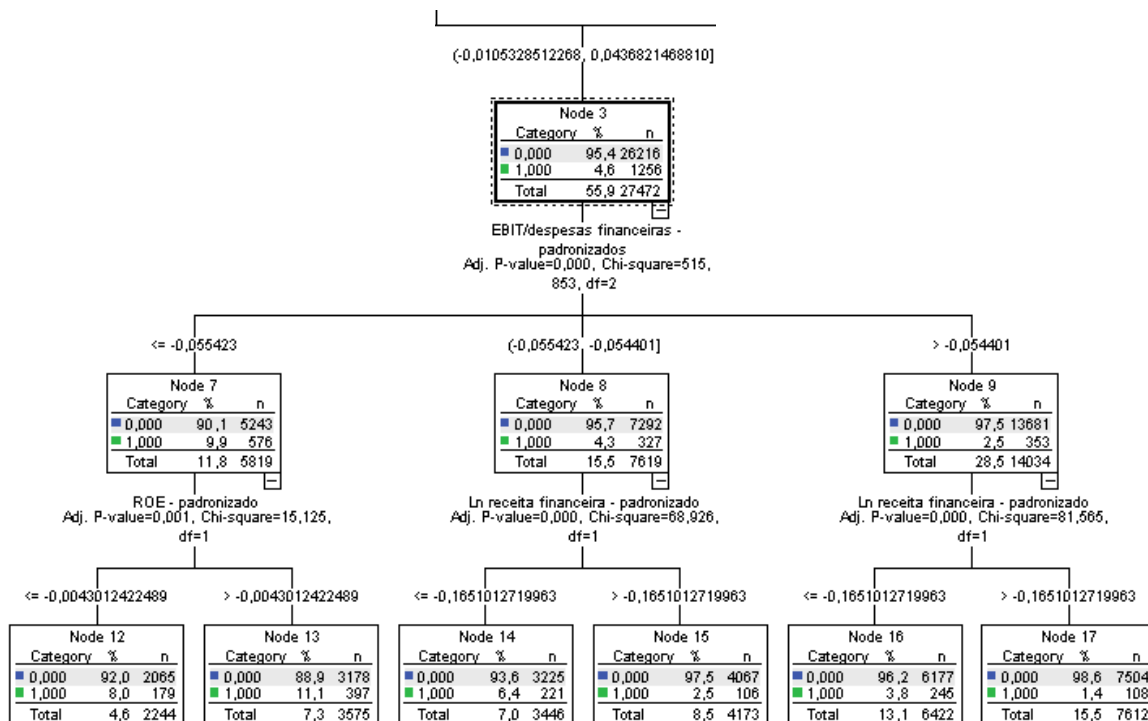 (-0,0105328512268, 0,0436821468810]
Node 3
Category % n
0,000 95,4 26216
1,000 4,6 1256
Total 55,9 27472
EBIT/despesas financeiras -
padronizados
Adj. P-value=0,000, Chi-square=515,
853, df=2
<= -0,055423
(-0,055423, -0,054401]
> -0,054401
Node 7
Category % n
0,000 90,1 5243
1,000 9,9 576
Total 11,8 5819
Node 8
Category % n
0,000 95,7 7292
1,000 4,3 327
Total 15,5 7619
Node 9
Category % n
0,000 97,5 13681
1,000 2,5 353
Total 28,5 14034
ROE - padronizado
Adj. P-value=0,001, Chi-square=15,125,
df=1
Ln receita financeira - padronizado
Adj. P-value=0,000, Chi-square=68,926,
df=1
Ln receita financeira - padronizado
Adj. P-value=0,000, Chi-square=81,565,
df=1
<= -0,0043012422489
> -0,0043012422489
<= -0,1651012719963
> -0,1651012719963
<= -0,1651012719963
> -0,1651012719963
Node 12
Category % n
0,000 92,0 2065
1,000 8,0 179
Total 4,6 2244
Node 13
Category % n
0,000 88,9 3178
1,000 11,1 397
Total 7,3 3575
Node 14
Category % n
0,000 93,6 3225
1,000 6,4 221
Total 7,0 3446
Node 15
Category % n
0,000 97,5 4067
1,000 2,5 106
Total 8,5 4173
Node 16
Category % n
0,000 96,2 6177
1,000 3,8 245
Total 13,1 6422
Node 17
Category % n
0,000 98,6 7504
1,000 1,4 108
Total 15,5 7612